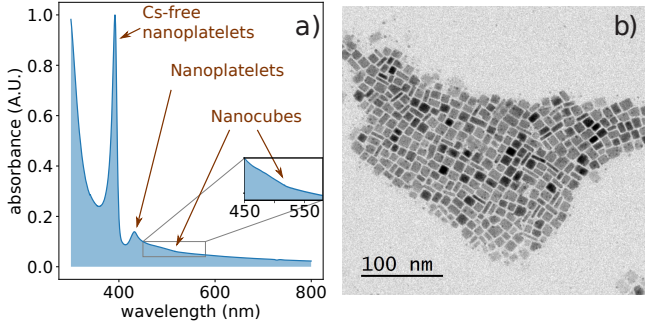 a)
Cs-free
nanoplatelets
Nanoplatelets
Nanocubes
1.0
0.8
0.6
0.4
0.2
0.0
absorbance (A.U.)
450 550
400 600 800
wavelength (nm)
b)
100 nm